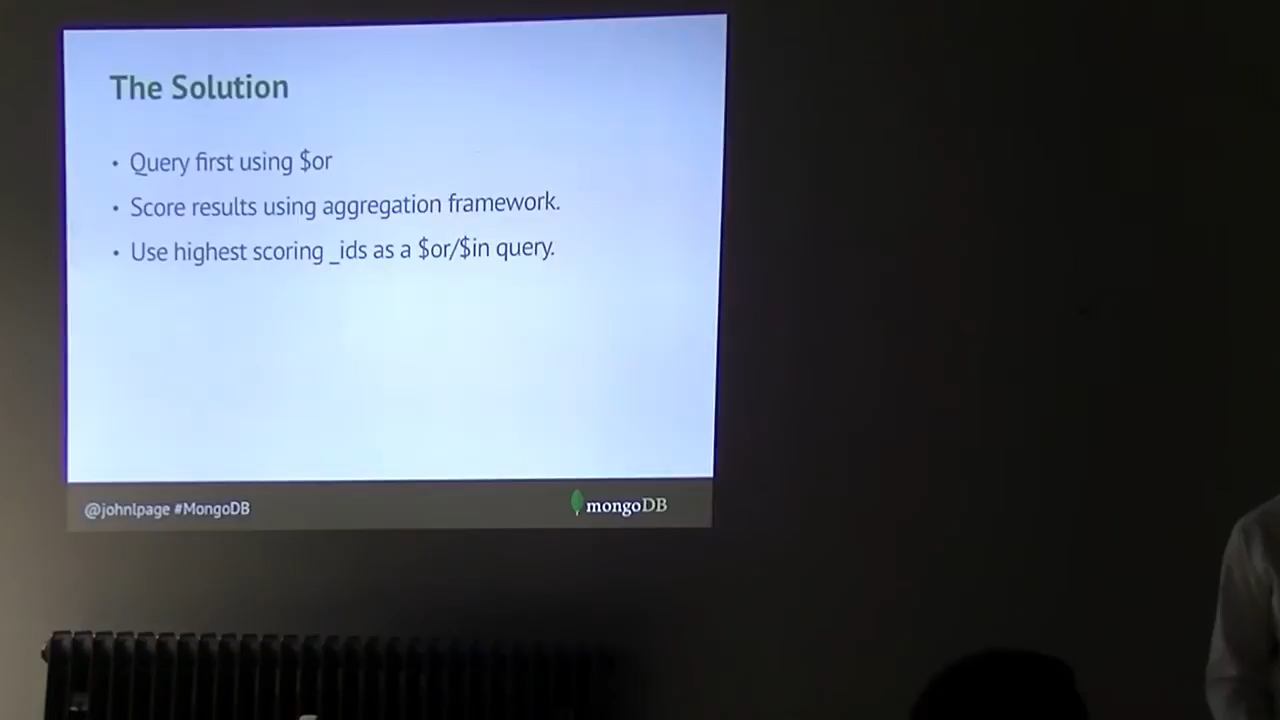 The Solution
• Query first using $or
• Score results using aggregation framework.
• Use highest scoring _ids as a $or/$in query.
@johnlpage #MongoDB
mongoDB